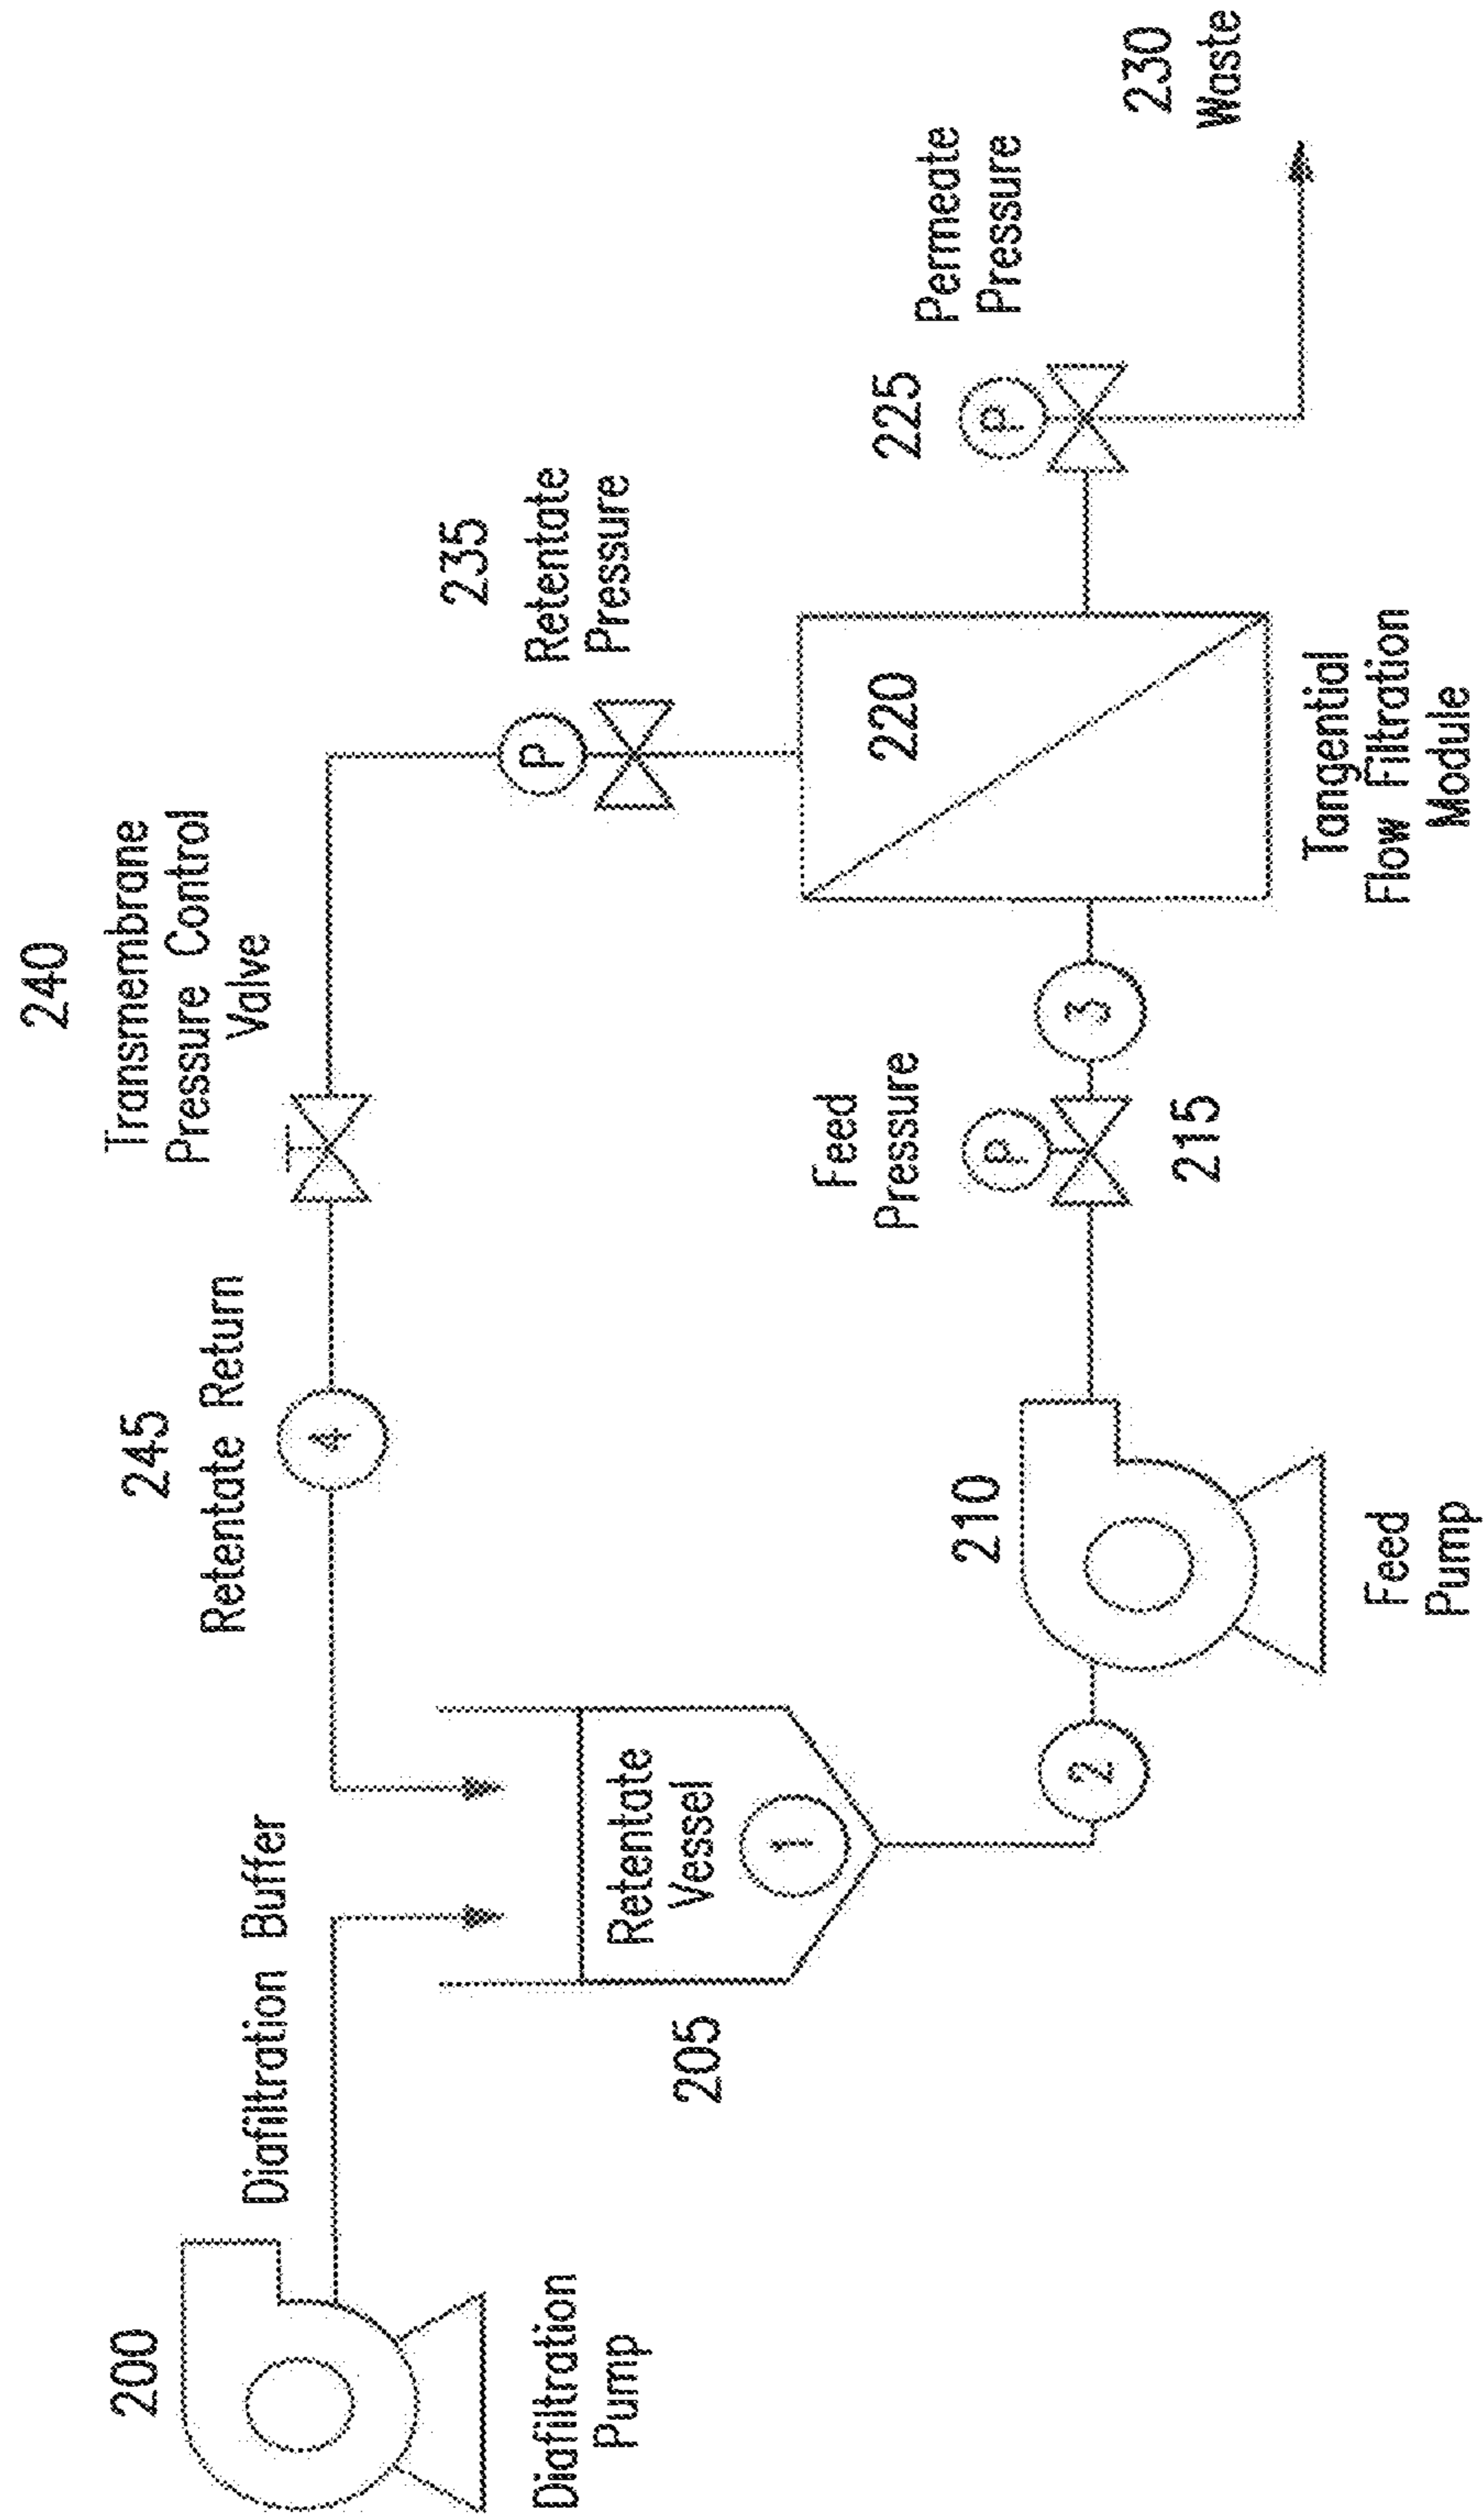 200
Diafiltration
Pump
Diafiltration Buffer
205
Retentate
Vessel
1
245
Retentate Return
4
2
210
Feed
Pump
240
Transmembrane
Pressure Control
Valve
Feed
Pressure
P
215
3
235
Retentate
Pressure
P
220
Tangential
Flow Filtration
Module
225
Permeate
Pressure
P
230
Waste